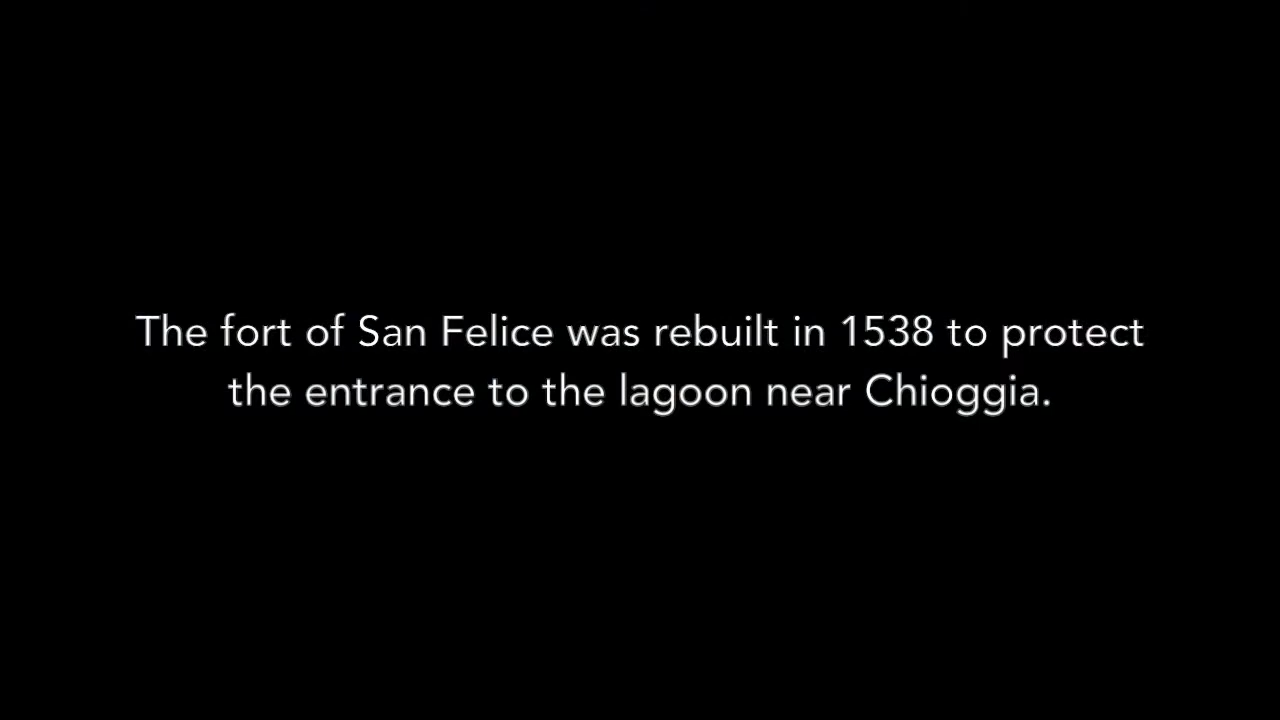 The fort of San Felice was rebuilt in 1538 to protect
the entrance to the lagoon near Chioggia.